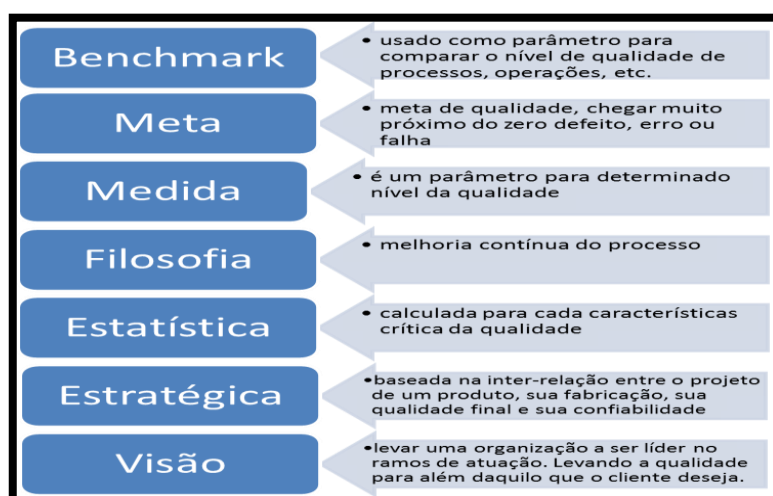 Benchmark
• usado como parâmetro para
comparar o nível de qualidade de
processos, operações, etc.
Meta
• meta de qualidade, chegar muito
próximo do zero defeito, erro ou
falha
Medida
• é um parâmetro para determinado
nível da qualidade
Filosofia
• melhoria contínua do processo
Estatística
• calculada para cada características
crítica da qualidade
Estratégica
•baseada na inter-relação entre o projeto
de um produto, sua fabricação, sua
qualidade final e sua confiabilidade
Visão
•levar uma organização a ser líder no
ramos de atuação. Levando a qualidade
para além daquilo que o cliente deseja.